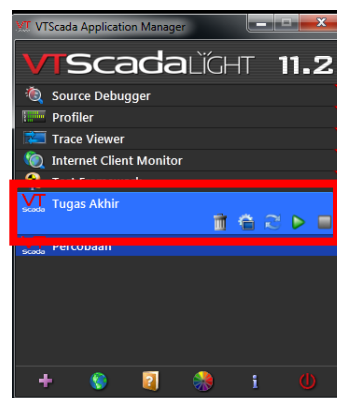 VTScada Application Manager
VTScadaLIGHT 11.2
Source Debugger
Profiler
Trace Viewer
Internet Client Monitor
VT
Scada
Tugas Akhir
Scada
Percobaan